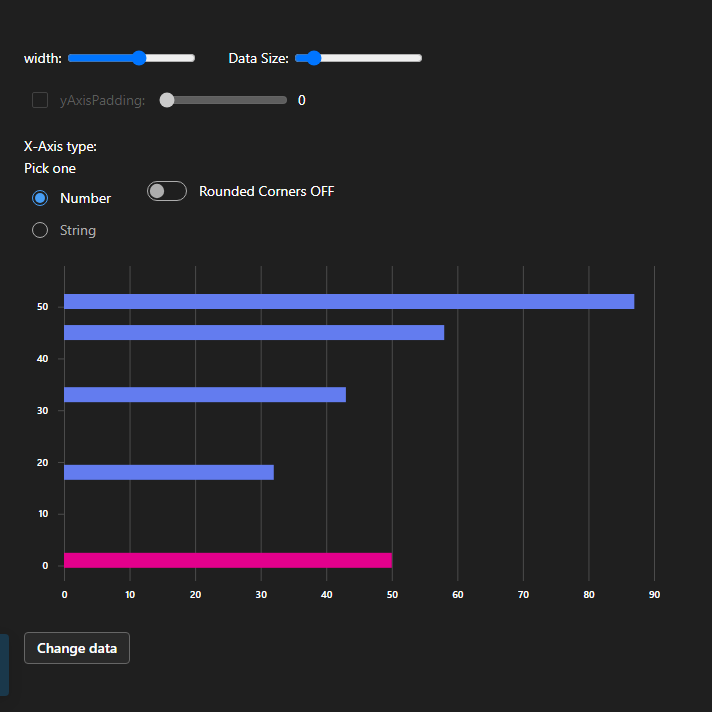 width: Data Size:
yAxisPadding: 0
X-Axis type:
Pick one
Number
Rounded Corners OFF
String
50
40
30
20
10
0
0 10 20 30 40 50 60 70 80 90
Change data